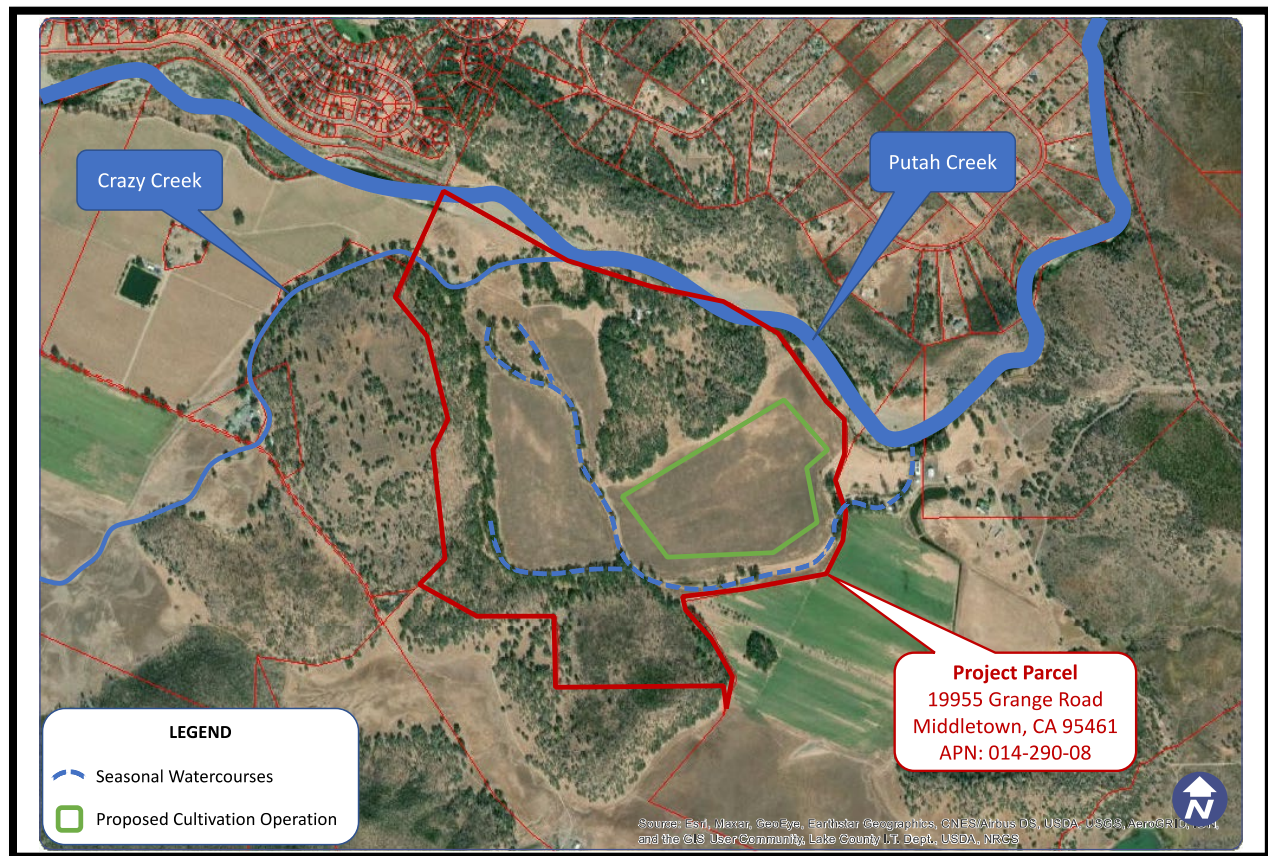 Crazy Creek
Putah Creek
Project Parcel
19955 Grange Road
Middletown, CA 95461
APN: 014-290-08
LEGEND
Seasonal Watercourses
Proposed Cultivation Operation
N
Source: Esri, Maxar, GeoEye, Earthstar Geographics, CNES/Airbus DS, USDA, USGS, AeroGRID,
and the GIS User Community, Lake County I.T. Dept., USDA, NRCS